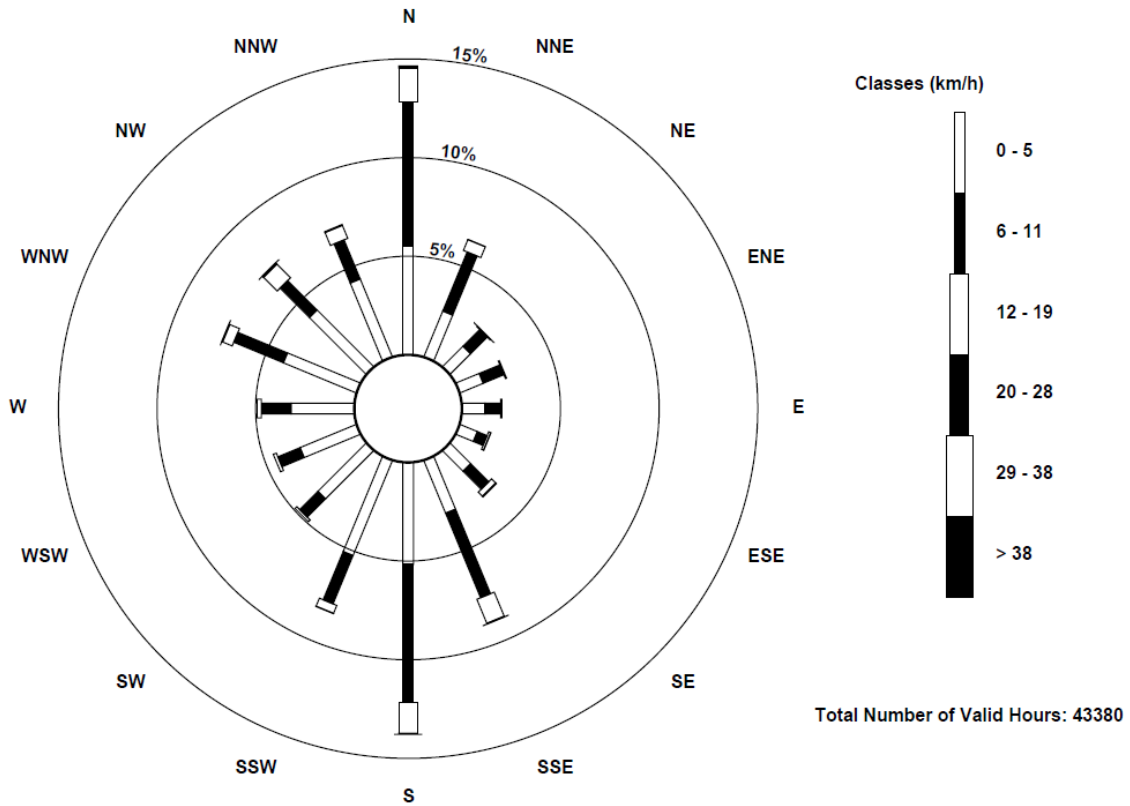 N
NNW
15%
NNE
Classes (km/h)
NW
NE
10%
0 - 5
6 - 11
WNW
5%
ENE
12 - 19
20 - 28
W
E
29 - 38
WSW
ESE
> 38
SW
SE
Total Number of Valid Hours: 43380
SSW
SSE
S